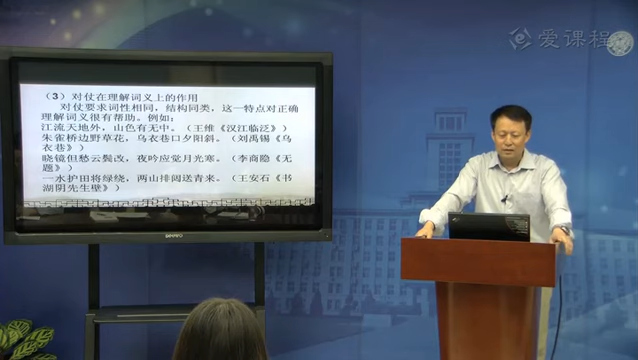 爱课程
（3）对仗在理解词义上的作用
对仗要求词性相同，结构同类，这一特点对正确
理解词义很有帮助。例如：
江流天地外，山色有无中。（王维《汉江临泛》）
朱雀桥边野草花，乌衣巷口夕阳斜。（刘禹锡《乌
衣巷》）
晓镜但愁云鬓改，夜吟应觉月光寒。（李商隐《无
题》）
一水护田将绿绕，两山排闼送青来。（王安石《书
湖阴先生壁》）